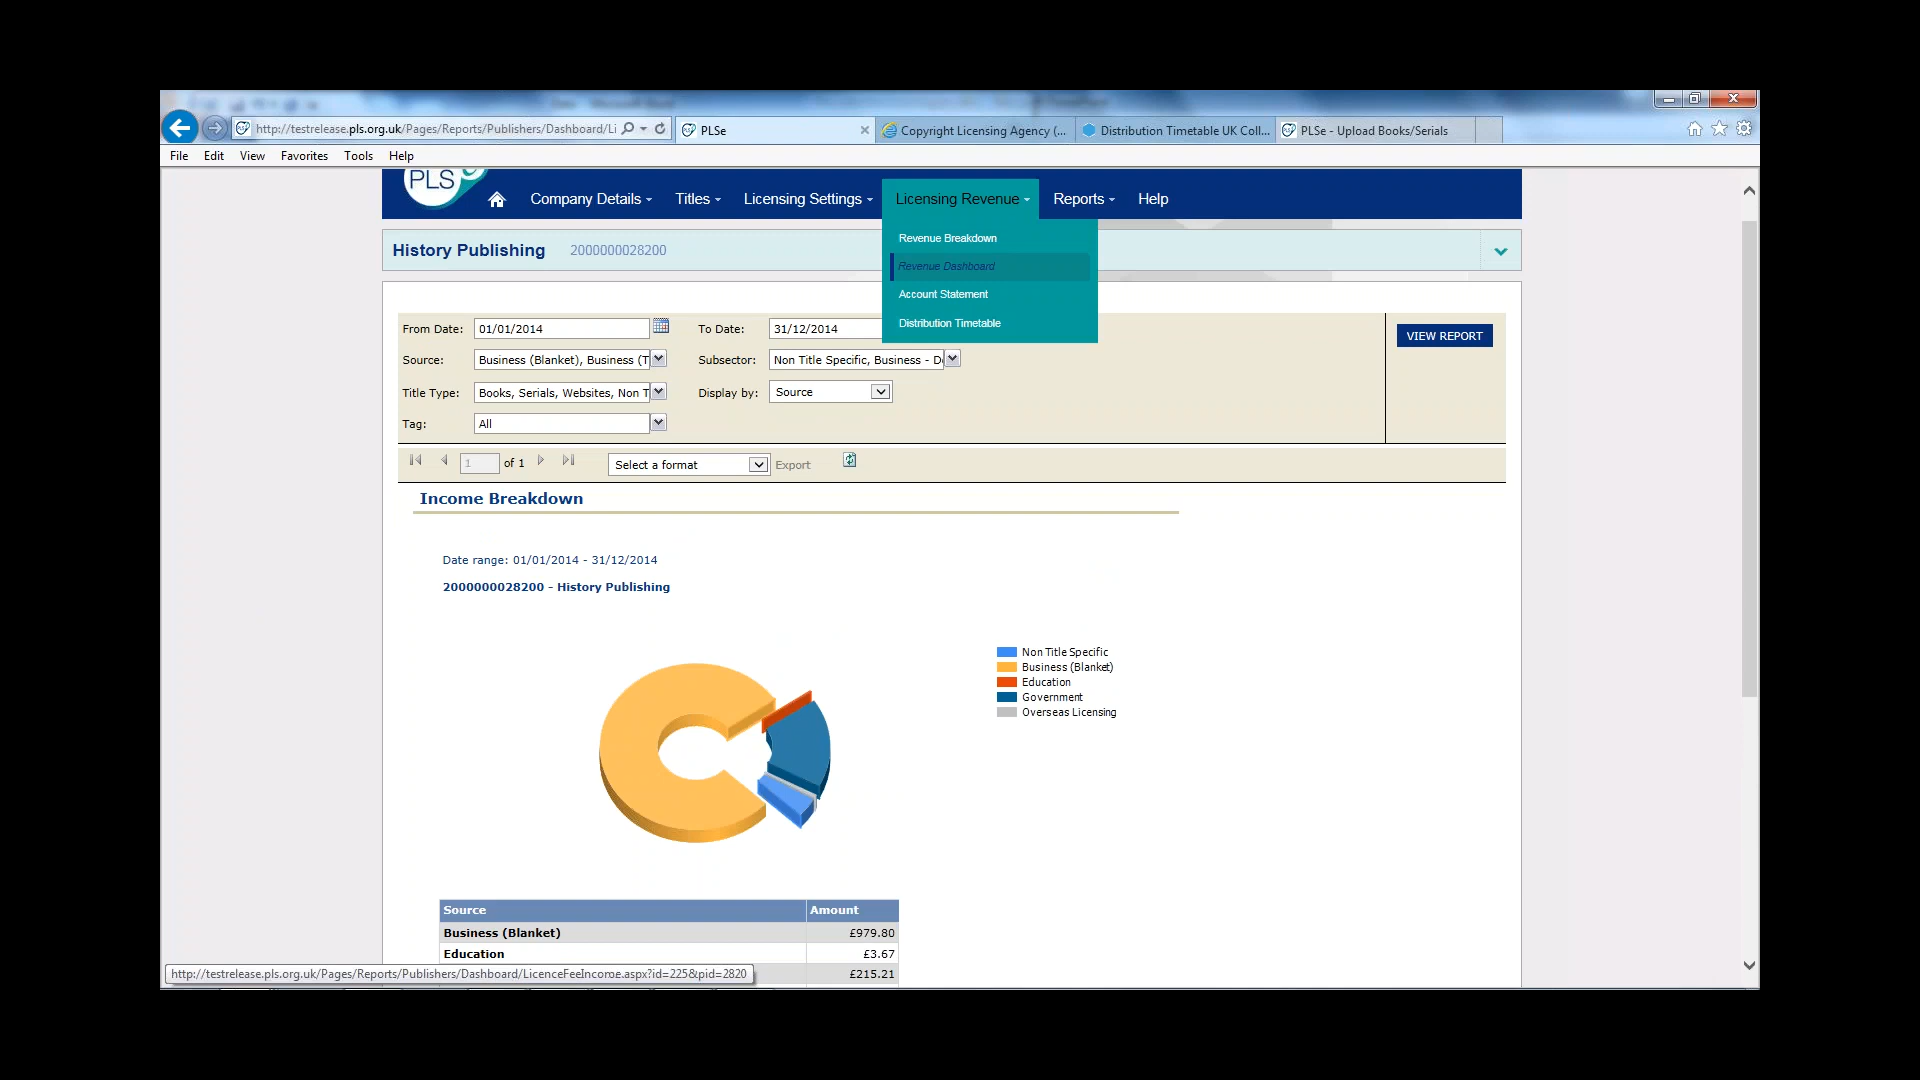 http://testrelease.pls.org.uk/Pages/Reports/Publishers/Dashboard/Li
PLSe
Copyright Licensing Agency (...
Distribution Timetable UK Coll...
PLSe - Upload Books/Serials
File Edit View Favorites Tools Help
PLS
Company Details Titles Licensing Settings Licensing Revenue Reports Help
Revenue Breakdown
Revenue Dashboard
Account Statement
Distribution Timetable
History Publishing 2000000028200
From Date: 01/01/2014 To Date: 31/12/2014
VIEW REPORT
Source: Business (Blanket), Business (T Subsector: Non Title Specific, Business - D
Title Type: Books, Serials, Websites, Non T Display by: Source
Tag: All
1 of 1 Select a format Export
Income Breakdown
Date range: 01/01/2014 - 31/12/2014
2000000028200 - History Publishing
Non Title Specific
Business (Blanket)
Education
Government
Overseas Licensing
Source Amount
Business (Blanket) £979.80
Education £3.67
£215.21
http://testrelease.pls.org.uk/Pages/Reports/Publishers/Dashboard/LicenceFeeIncome.aspx?id=225&pid=2820